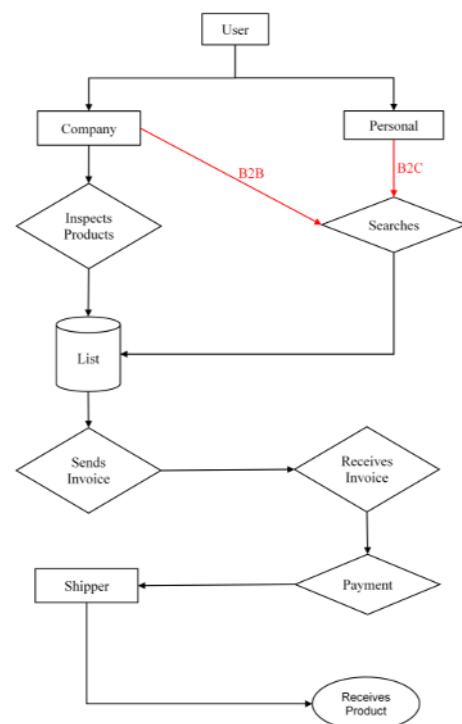 User
Company
Personal
B2B
B2C
Inspects
Products
Searches
List
Sends
Invoice
Receives
Invoice
Shipper
Payment
Receives
Product